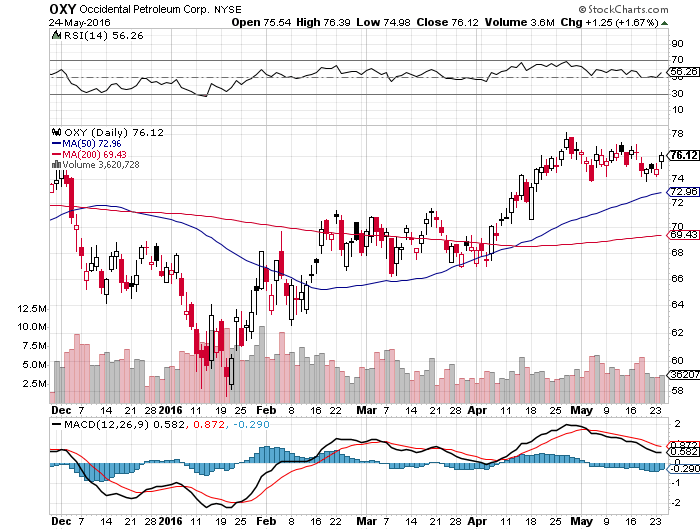 OXY Occidental Petroleum Corp. NYSE © StockCharts.com
24-May-2016 Open 75.54 High 76.39 Low 74.98 Close 76.12 Volume 3.6M Chg +1.25 (+1.67%)
RSI(14) 56.26
90
70
56.26
50
30
10
OXY (Daily) 76.12
MA(50) 72.96
MA(200) 69.43
Volume 3,620,728
76.12
74
72.96
72
70
69.43
68
66
64
62
60
58
12.5M
10.0M
7.5M
5.0M
2.5M
36207
Dec 7 14 21 28 2016 11 19 25 Feb 8 16 22 Mar 7 14 21 28 Apr 11 18 25 May 9 16 23
MACD(12,26,9) 0.582, 0.872, -0.290
2
1
0.872
0.582
-0.290
-1
-2
Dec 7 14 21 28 2016 11 19 25 Feb 8 16 22 Mar 7 14 21 28 Apr 11 18 25 May 9 16 23